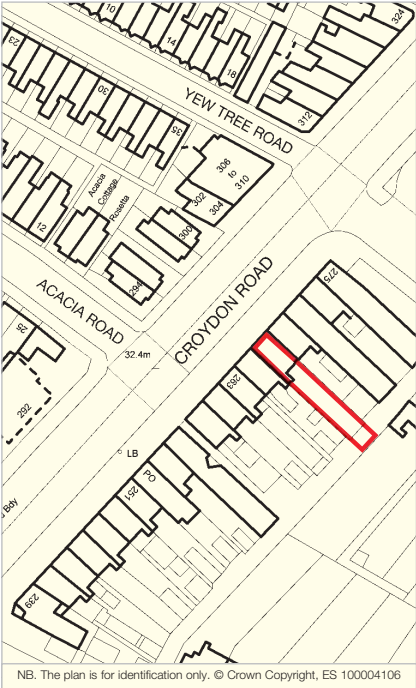 10
324
23
14
18
30
YEW TREE ROAD
312
35
306
to
310
Acacia
Cottage
Rosetta
302
304
12
300
294
275
CROYDON ROAD
ACACIA ROAD
32.4m
28
263
292
LB
PO
251
Bdy
239
NB. The plan is for identification only. © Crown Copyright, ES 100004106